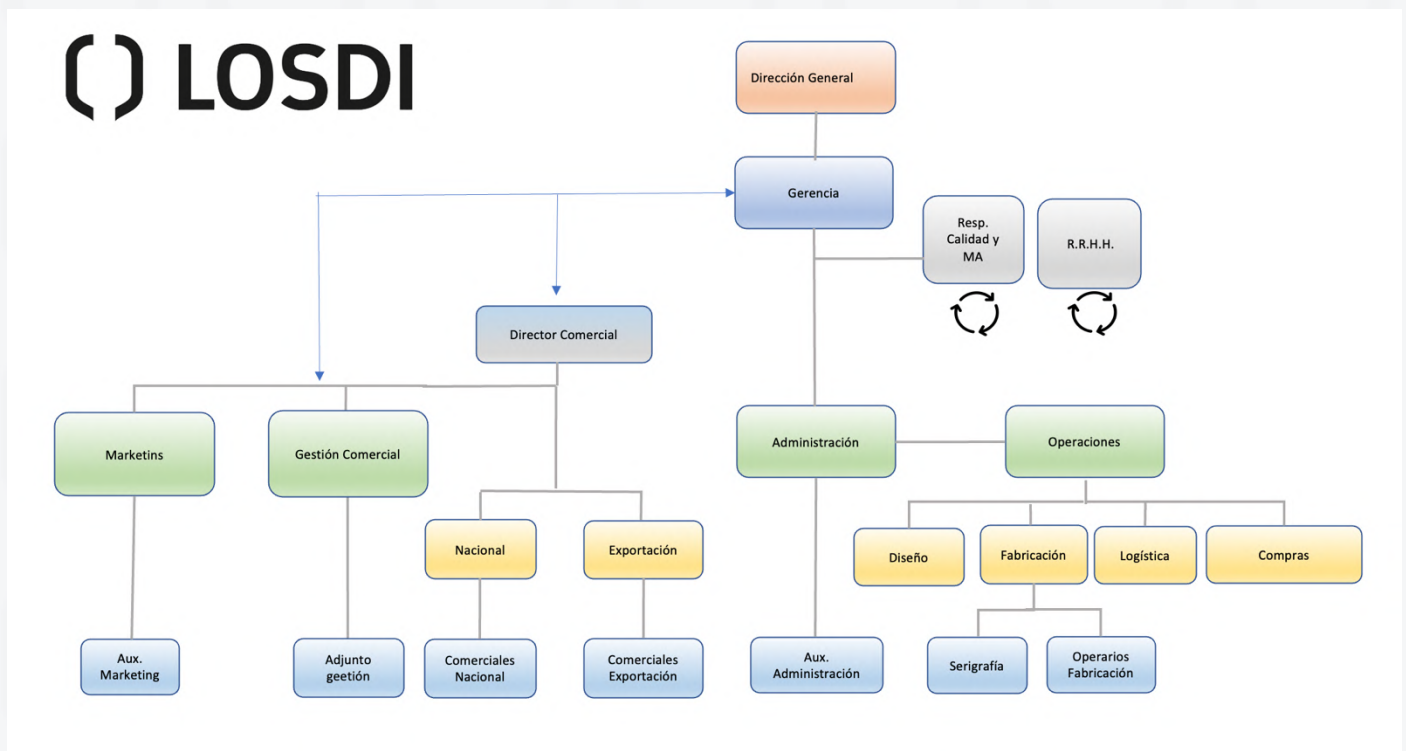 LOSDI
Dirección General
Gerencia
Resp.
Calidad y
MA
R.R.H.H.
Director Comercial
Marketins
Gestión Comercial
Administración
Operaciones
Nacional
Exportación
Diseño
Fabricación
Logística
Compras
Aux.
Marketing
Adjunto
geetión
Comerciales
Nacional
Comerciales
Exportación
Aux.
Administración
Serigrafía
Operarios
Fabricación